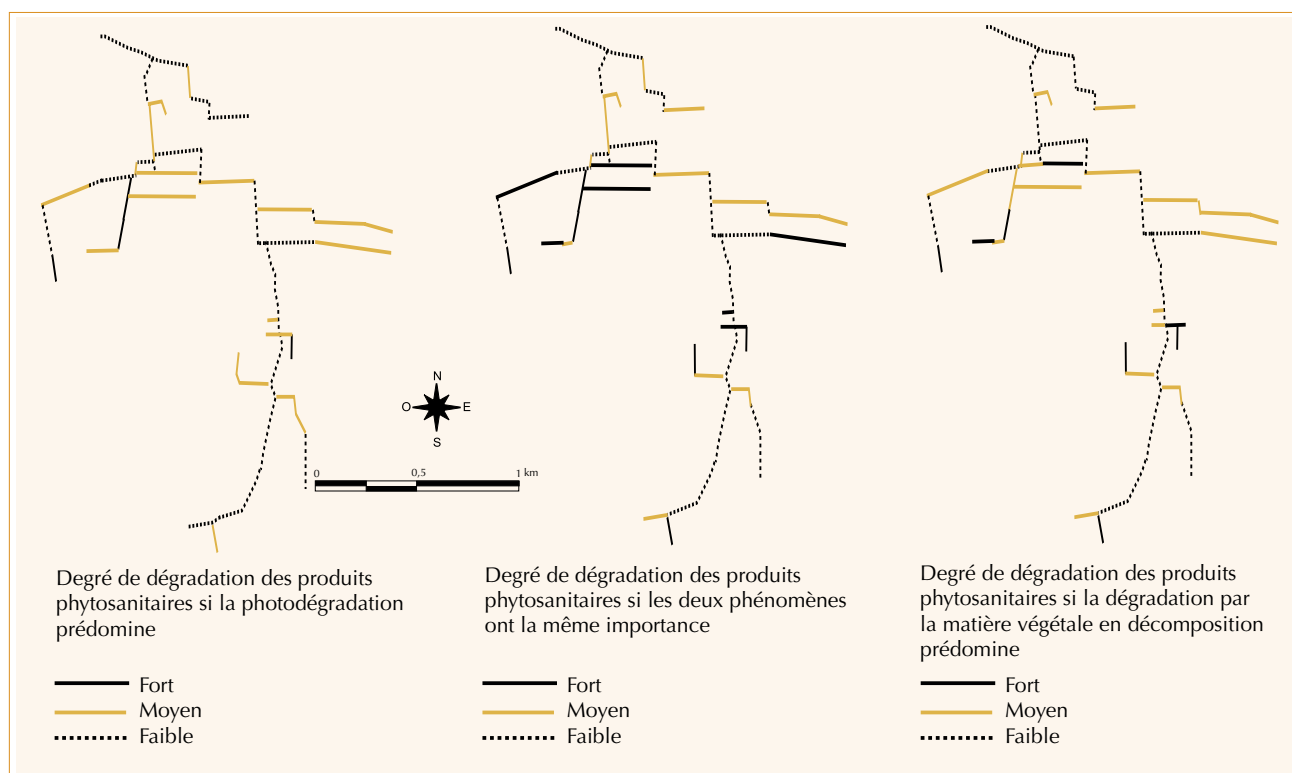 N
O E
S
0 0,5 1 km
Degré de dégradation des produits
phytosanitaires si la photodégradation
prédomine
Fort
Moyen
Faible
Degré de dégradation des produits
phytosanitaires si les deux phénomènes
ont la même importance
Fort
Moyen
Faible
Degré de dégradation des produits
phytosanitaires si la dégradation par
la matière végétale en décomposition
prédomine
Fort
Moyen
Faible